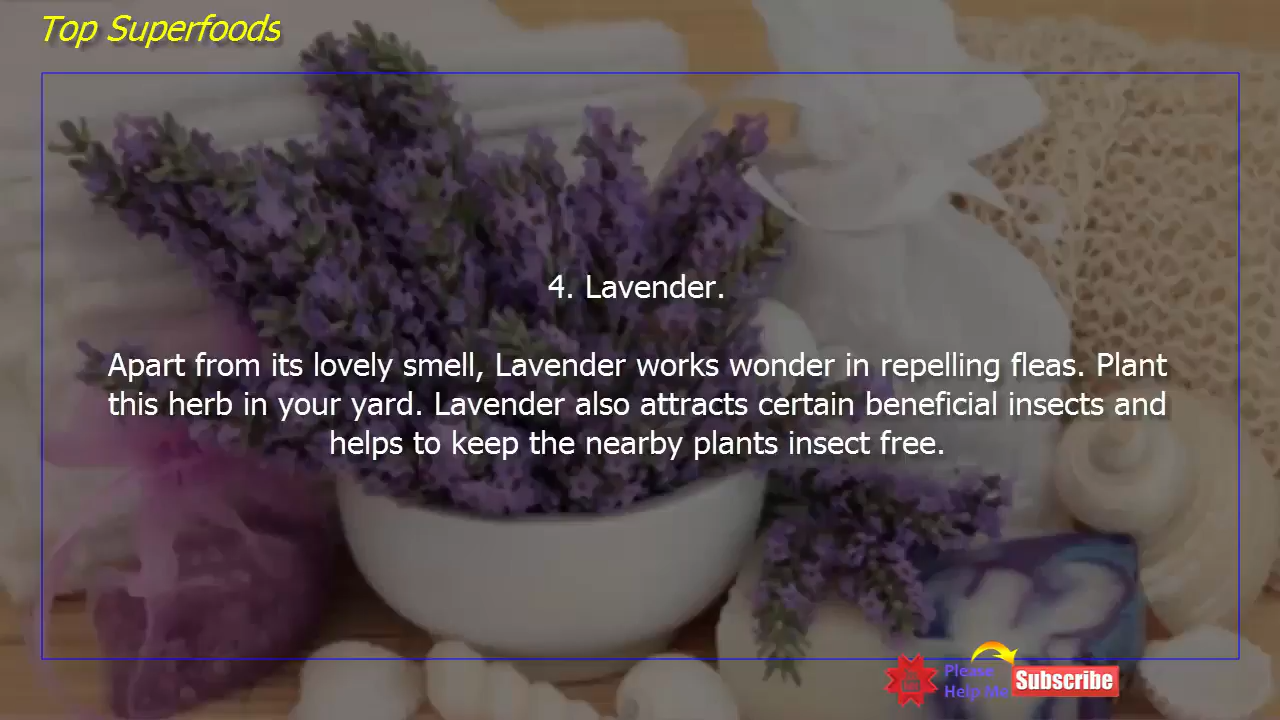 Top Superfoods
4. Lavender.
Apart from its lovely smell, Lavender works wonder in repelling fleas. Plant
this herb in your yard. Lavender also attracts certain beneficial insects and
helps to keep the nearby plants insect free.
Please
Help Me
Subscribe